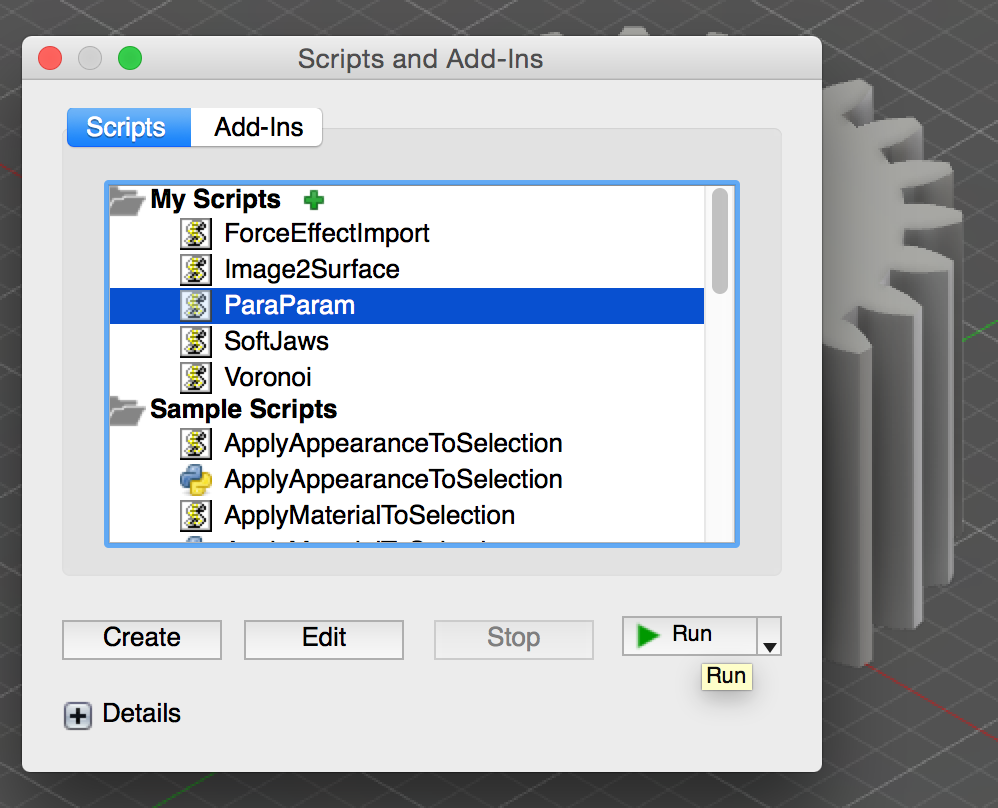 Scripts and Add-Ins
Scripts
Add-Ins
My Scripts
ForceEffectImport
Image2Surface
ParaParam
SoftJaws
Voronoi
Sample Scripts
ApplyAppearanceToSelection
ApplyAppearanceToSelection
ApplyMaterialToSelection
Create
Edit
Stop
Run
Run
Details